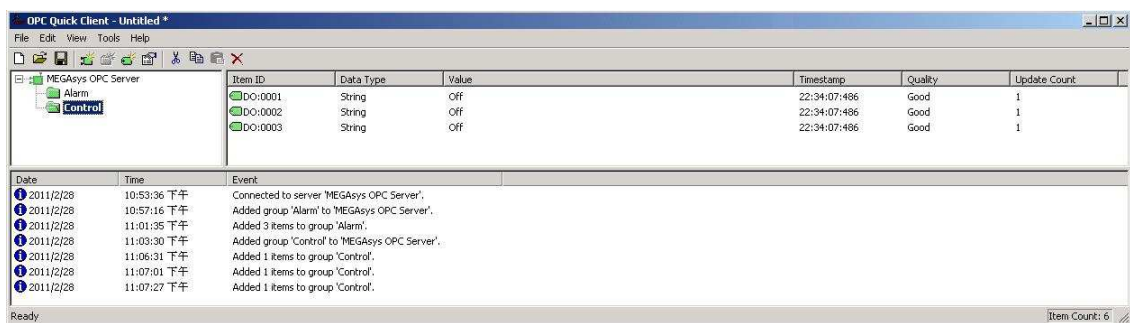 OPC Quick Client - Untitled *
File Edit View Tools Help
MEGAsys OPC Server
Alarm
Control
Item ID Data Type Value Timestamp Quality Update Count
DO:0001 String Off 22:34:07:486 Good 1
DO:0002 String Off 22:34:07:486 Good 1
DO:0003 String Off 22:34:07:486 Good 1
Date Time Event
2011/2/28 10:53:36 下午 Connected to server 'MEGAsys OPC Server'.
2011/2/28 10:57:16 下午 Added group 'Alarm' to 'MEGAsys OPC Server'.
2011/2/28 11:01:35 下午 Added 3 items to group 'Alarm'.
2011/2/28 11:03:30 下午 Added group 'Control' to 'MEGAsys OPC Server'.
2011/2/28 11:06:31 下午 Added 1 items to group 'Control'.
2011/2/28 11:07:01 下午 Added 1 items to group 'Control'.
2011/2/28 11:07:27 下午 Added 1 items to group 'Control'.
Ready Item Count: 6